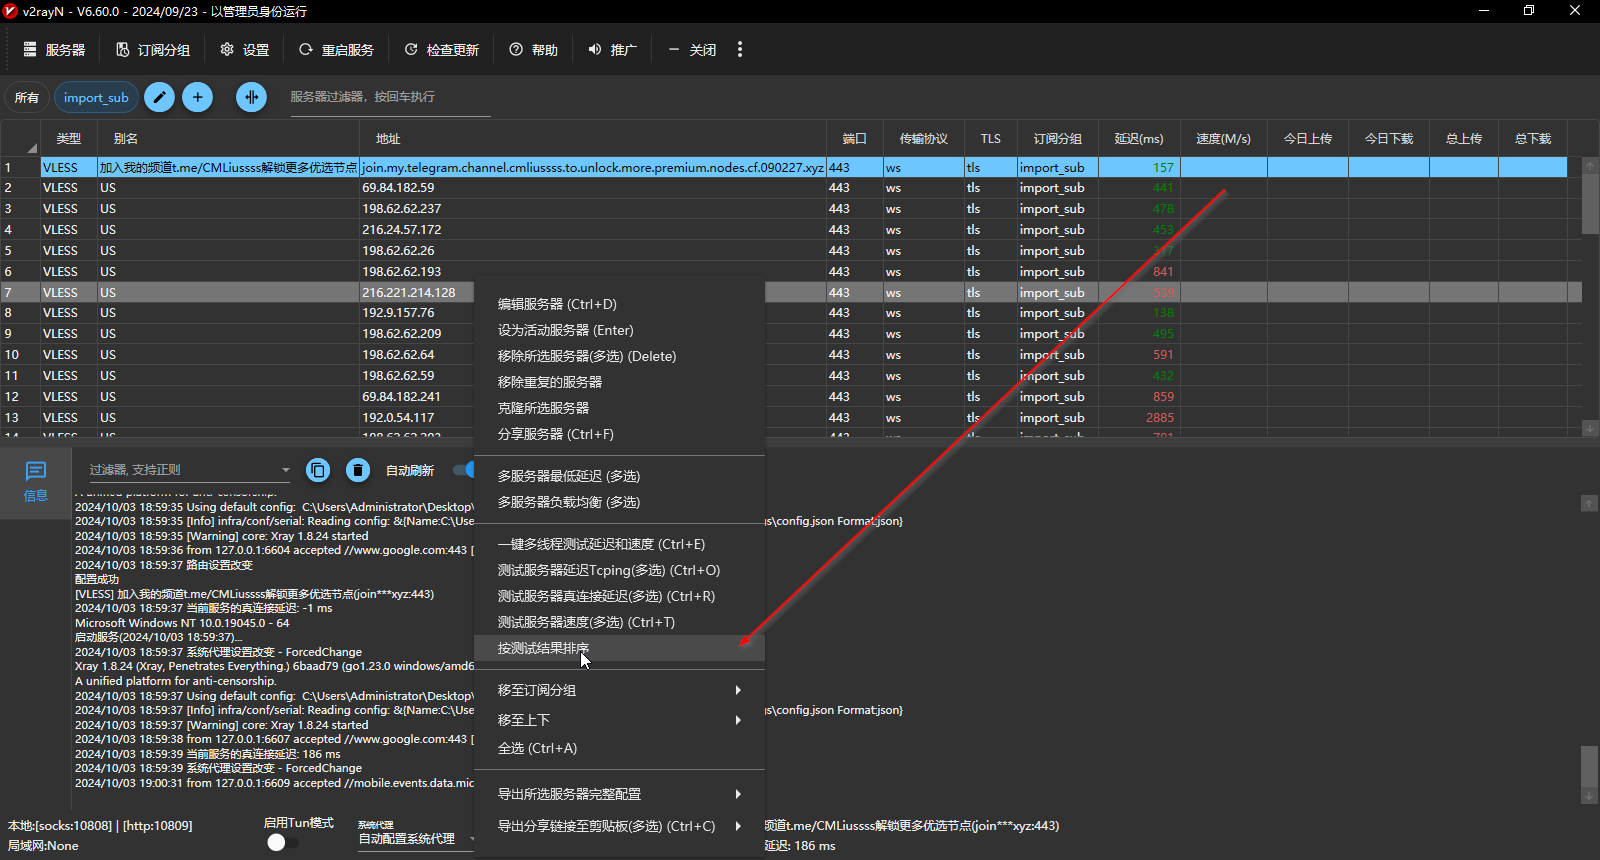 v2rayN - V6.60.0 - 2024/09/23 - 以管理员身份运行
服务器 订阅分组 设置 重启服务 检查更新 帮助 推广 关闭
所有 import_sub 服务器过滤器，按回车执行
类型 别名 地址 端口 传输协议 TLS 订阅分组 延迟(ms) 速度(M/s) 今日上传 今日下载 总上传 总下载
1 VLESS 加入我的频道t.me/CMLiussss解锁更多优选节点 join.my.telegram.channel.cmliussss.to.unlock.more.premium.nodes.cf.090227.xyz 443 ws tls import_sub 157
2 VLESS US 69.84.182.59 443 ws tls import_sub 441
3 VLESS US 198.62.62.237 443 ws tls import_sub 478
4 VLESS US 216.24.57.172 443 ws tls import_sub 453
5 VLESS US 198.62.62.26 443 ws tls import_sub
6 VLESS US 198.62.62.193 443 ws tls import_sub 841
7 VLESS US 216.221.214.128 443 ws tls import_sub 539
8 VLESS US 192.9.157.76 443 ws tls import_sub 138
9 VLESS US 198.62.62.209 443 ws tls import_sub 495
10 VLESS US 198.62.62.64 443 ws tls import_sub 591
11 VLESS US 198.62.62.59 443 ws tls import_sub 432
12 VLESS US 69.84.182.241 443 ws tls import_sub 859
13 VLESS US 192.0.54.117 443 ws tls import_sub 2885
14 VLESS US 443 ws tls import_sub
编辑服务器 (Ctrl+D)
设为活动服务器 (Enter)
移除所选服务器(多选) (Delete)
移除重复的服务器
克隆所选服务器
分享服务器 (Ctrl+F)
多服务器最低延迟 (多选)
多服务器负载均衡 (多选)
一键多线程测试延迟和速度 (Ctrl+E)
测试服务器延迟Tcping(多选) (Ctrl+O)
测试服务器真连接延迟(多选) (Ctrl+R)
测试服务器速度(多选) (Ctrl+T)
按测试结果排序
移至订阅分组
移至上下
全选 (Ctrl+A)
导出所选服务器完整配置
导出分享链接至剪贴板(多选) (Ctrl+C)
信息
过滤器, 支持正则 自动刷新
A unified platform for anti-censorship.
2024/10/03 18:59:35 Using default config: C:\Users\Administrator\Desktop\
2024/10/03 18:59:35 [Info] infra/conf/serial: Reading config: &{Name:C:\Use s\config.json Format:json}
2024/10/03 18:59:35 [Warning] core: Xray 1.8.24 started
2024/10/03 18:59:36 from 127.0.0.1:6604 accepted //www.google.com:443 [
2024/10/03 18:59:37 路由设置改变
配置成功
[VLESS] 加入我的频道t.me/CMLiussss解锁更多优选节点(join***xyz:443)
2024/10/03 18:59:37 当前服务的真连接延迟: -1 ms
Microsoft Windows NT 10.0.19045.0 - 64
启动服务(2024/10/03 18:59:37)...
2024/10/03 18:59:37 系统代理设置改变 - ForcedChange
Xray 1.8.24 (Xray, Penetrates Everything.) 6baad79 (go1.23.0 windows/amd6
A unified platform for anti-censorship.
2024/10/03 18:59:37 Using default config: C:\Users\Administrator\Desktop\
2024/10/03 18:59:37 [Info] infra/conf/serial: Reading config: &{Name:C:\Use s\config.json Format:json}
2024/10/03 18:59:37 [Warning] core: Xray 1.8.24 started
2024/10/03 18:59:38 from 127.0.0.1:6607 accepted //www.google.com:443 [
2024/10/03 18:59:39 当前服务的真连接延迟: 186 ms
2024/10/03 18:59:39 系统代理设置改变 - ForcedChange
2024/10/03 19:00:31 from 127.0.0.1:6609 accepted //mobile.events.data.mic
本地:[socks:10808] | [http:10809]
局域网:None
启用Tun模式
系统代理
自动配置系统代理
频道t.me/CMLiussss解锁更多优选节点(join***xyz:443)
延迟: 186 ms